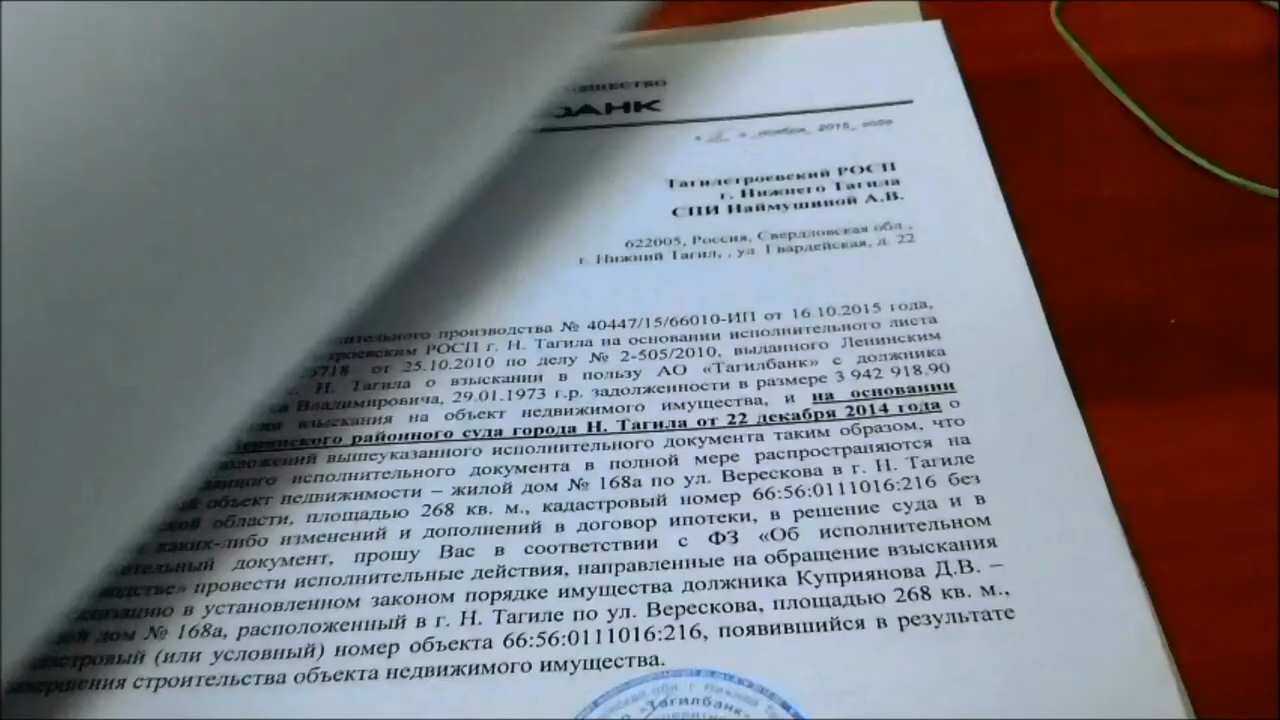 БАНК
2015 года
Тагилстроевский РОСП
г. Нижнего Тагила
СПИ Наймушиной А.В.
622005, Россия, Свердловская обл.,
г. Нижний Тагил, , ул. Гвардейская, д. 22
производства № 40447/15/66010-ИП от 16.10.2015 года,
РОСП г. Н. Тагила на основании исполнительного листа
от 25.10.2010 по делу № 2-505/2010, выданного Ленинским
Н. Тагила о взыскании в пользу АО «Тагилбанк» с должника
Владимировича, 29.01.1973 г.р. задолженности в размере 3 942 918.90
взыскания на объект недвижимого имущества, и на основании
районного суда города Н. Тагила от 22 декабря 2014 года о
вышеуказанного исполнительного документа таким образом, что
исполнительного документа в полной мере распространяются на
объект недвижимости – жилой дом № 168а по ул. Верескова в г. Н. Тагиле
области, площадью 268 кв. м., кадастровый номер 66:56:0111016:216 без
каких-либо изменений и дополнений в договор ипотеки, в решение суда и в
документ, прошу Вас в соответствии с ФЗ «Об исполнительном
провести исполнительные действия, направленные на обращение взыскания
в установленном законом порядке имущества должника Куприянова Д.В. –
дом № 168а, расположенный в г. Н. Тагиле по ул. Верескова, площадью 268 кв. м.,
(или условный) номер объекта 66:56:0111016:216, появившийся в результате
строительства объекта недвижимого имущества.
«Тагилбанк»